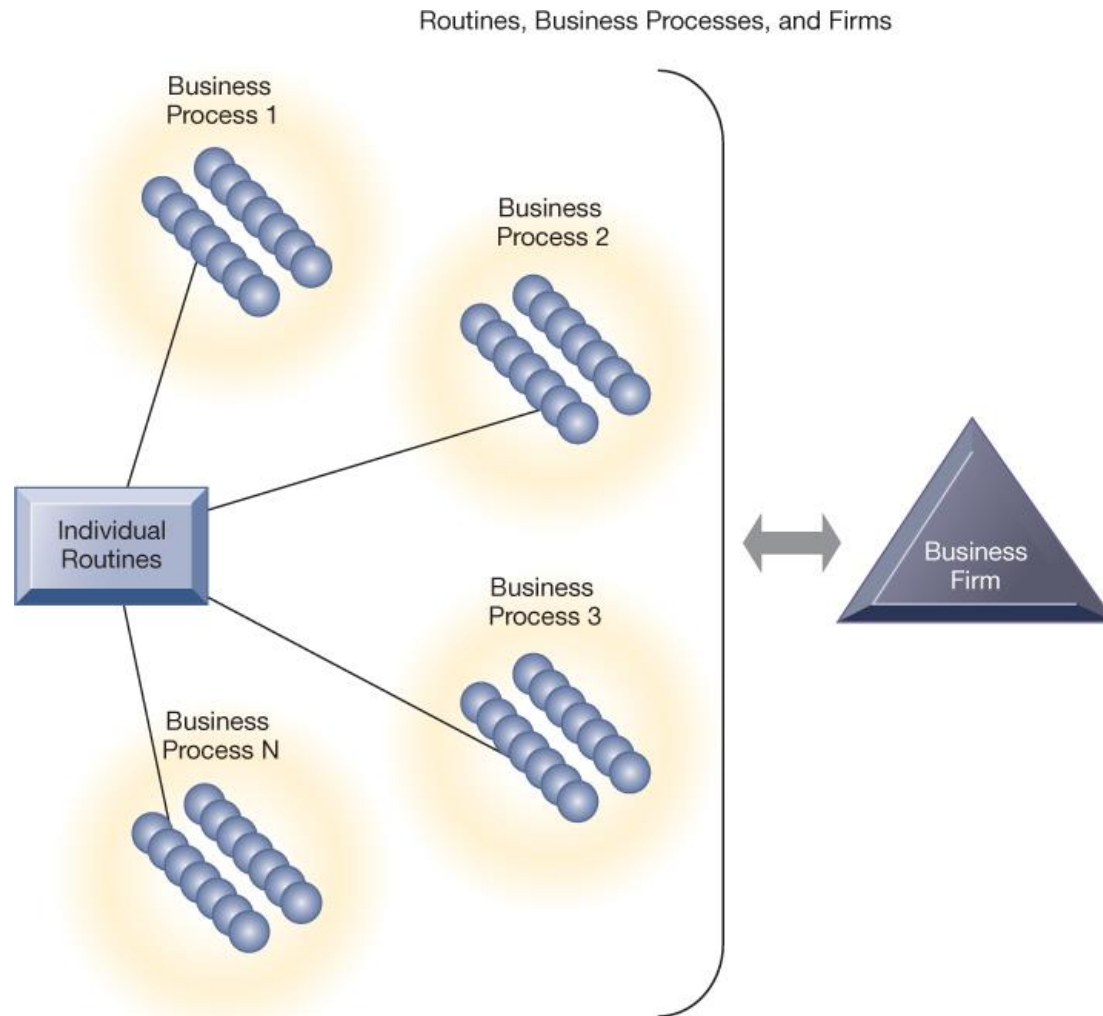 Routines, Business Processes, and Firms
Business
Process 1
Business
Process 2
Individual
Routines
Business
Firm
Business
Process 3
Business
Process N